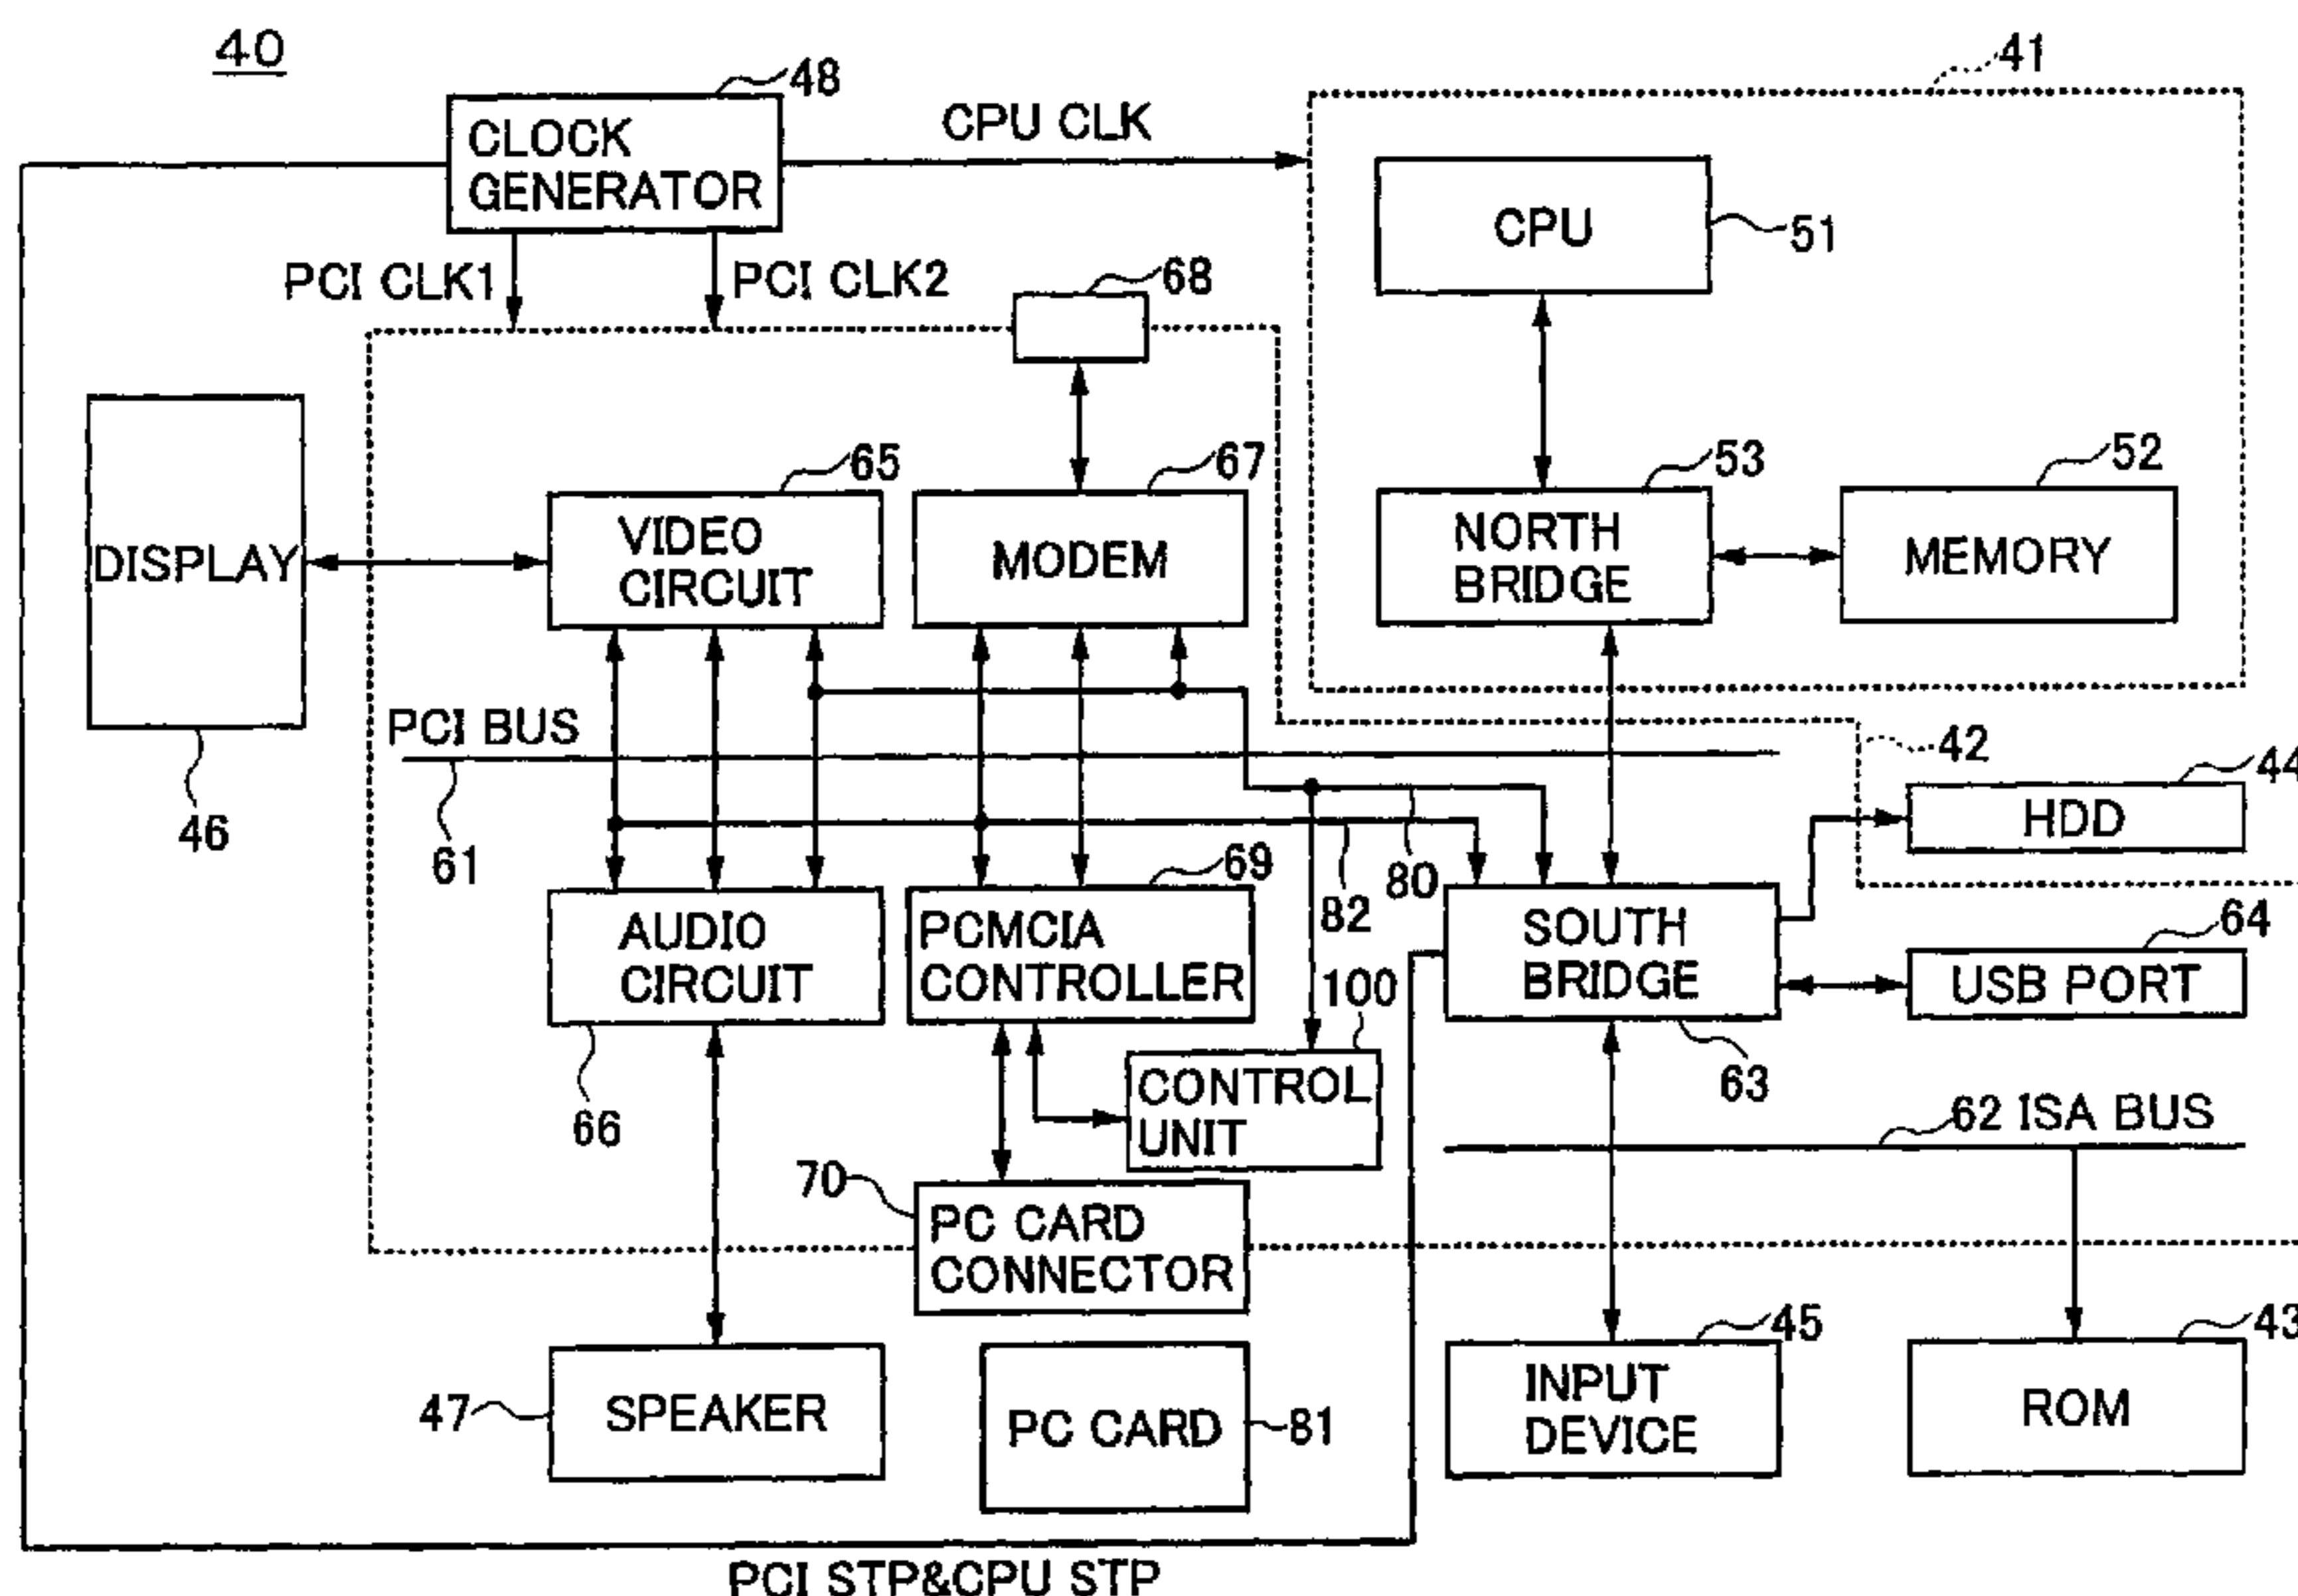 40
48
41
CLOCK
GENERATOR
CPU CLK
CPU
51
PCI CLK1
PCI CLK2
68
65
67
53
52
DISPLAY
VIDEO
CIRCUIT
MODEM
NORTH
BRIDGE
MEMORY
PCI BUS
42
44
46
61
HDD
69
80
82
64
AUDIO
CIRCUIT
PCMCIA
CONTROLLER
SOUTH
BRIDGE
USB PORT
100
66
CONTROL
UNIT
63
62 ISA BUS
70
PC CARD
CONNECTOR
45
43
47
SPEAKER
PC CARD
81
INPUT
DEVICE
ROM
PCI STP&CPU STP